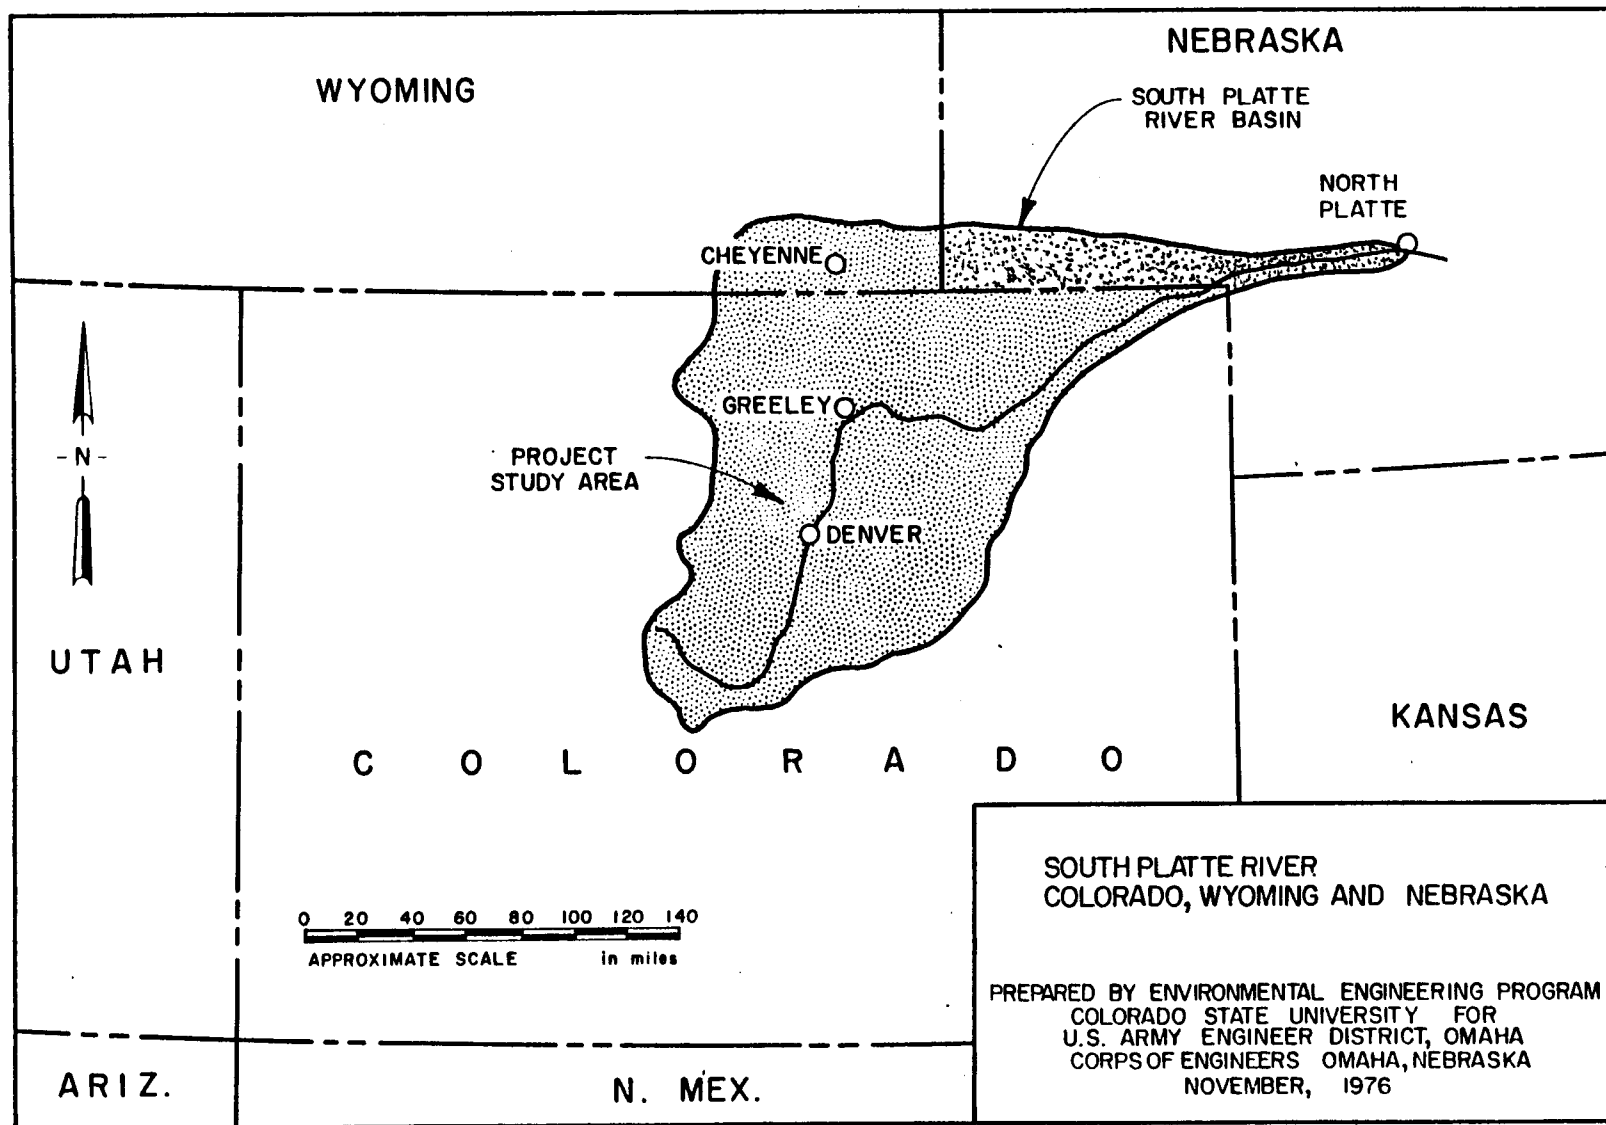 WYOMING
NEBRASKA
SOUTH PLATTE
RIVER BASIN
NORTH
PLATTE
CHEYENNE
GREELEY
PROJECT
STUDY AREA
DENVER
-N-
UTAH
KANSAS
COLORADO
0 20 40 60 80 100 120 140
APPROXIMATE SCALE in miles
ARIZ.
N. MEX.
SOUTH PLATTE RIVER
COLORADO, WYOMING AND NEBRASKA
PREPARED BY ENVIRONMENTAL ENGINEERING PROGRAM
COLORADO STATE UNIVERSITY FOR
U.S. ARMY ENGINEER DISTRICT, OMAHA
CORPS OF ENGINEERS OMAHA, NEBRASKA
NOVEMBER, 1976